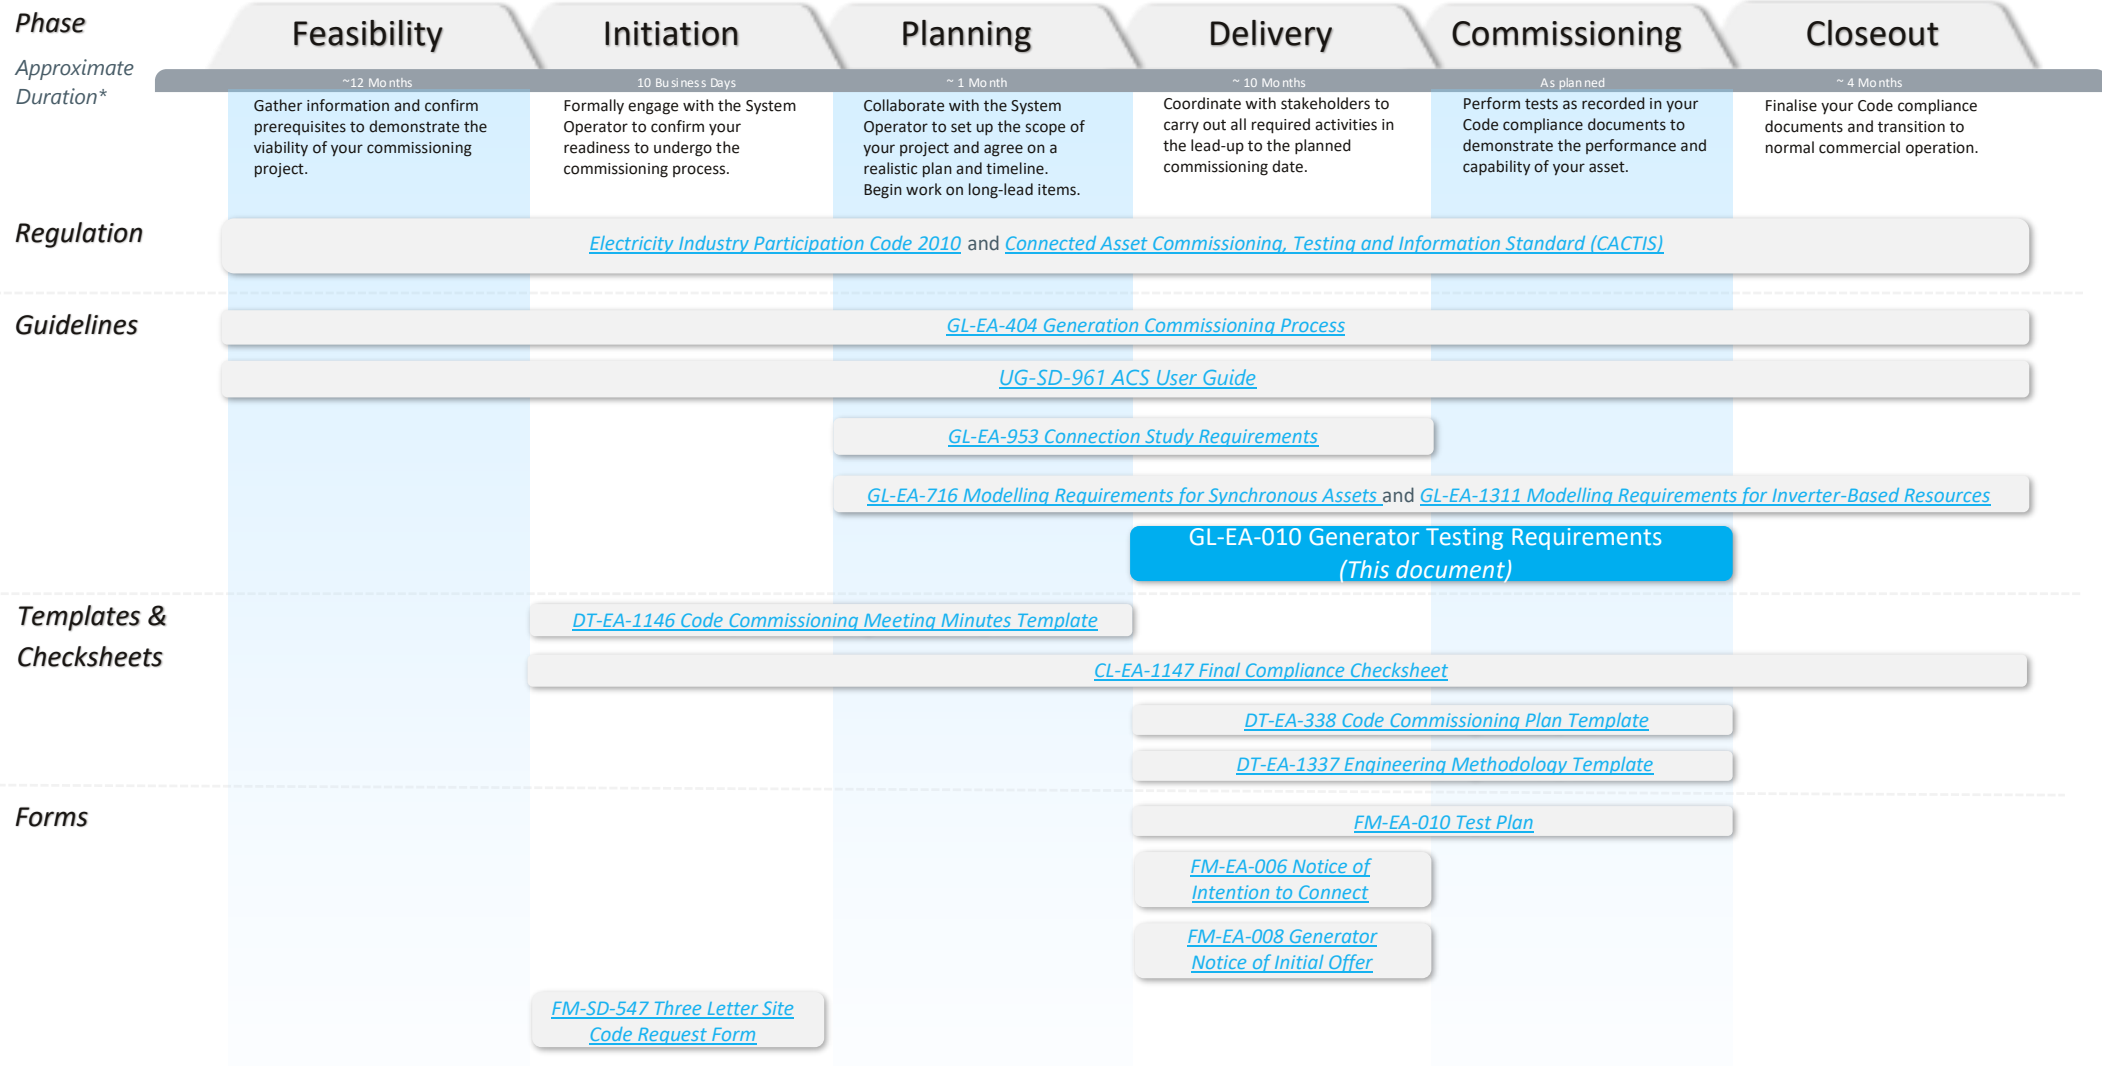 Phase
Feasibility
Initiation
Planning
Delivery
Commissioning
Closeout
Approximate
Duration*
~12 Months
10 Business Days
~ 1 Month
~ 10 Months
As planned
~ 4 Months
Gather information and confirm
prerequisites to demonstrate the
viability of your commissioning
project.
Formally engage with the System
Operator to confirm your
readiness to undergo the
commissioning process.
Collaborate with the System
Operator to set up the scope of
your project and agree on a
realistic plan and timeline.
Begin work on long-lead items.
Coordinate with stakeholders to
carry out all required activities in
the lead-up to the planned
commissioning date.
Perform tests as recorded in your
Code compliance documents to
demonstrate the performance and
capability of your asset.
Finalise your Code compliance
documents and transition to
normal commercial operation.
Regulation
Electricity Industry Participation Code 2010 and Connected Asset Commissioning, Testing and Information Standard (CACTIS)
Guidelines
GL-EA-404 Generation Commissioning Process
UG-SD-961 ACS User Guide
GL-EA-953 Connection Study Requirements
GL-EA-716 Modelling Requirements for Synchronous Assets and GL-EA-1311 Modelling Requirements for Inverter-Based Resources
GL-EA-010 Generator Testing Requirements
(This document)
Templates &
Checksheets
DT-EA-1146 Code Commissioning Meeting Minutes Template
CL-EA-1147 Final Compliance Checksheet
DT-EA-338 Code Commissioning Plan Template
DT-EA-1337 Engineering Methodology Template
Forms
FM-EA-010 Test Plan
FM-EA-006 Notice of
Intention to Connect
FM-EA-008 Generator
Notice of Initial Offer
FM-SD-547 Three Letter Site
Code Request Form